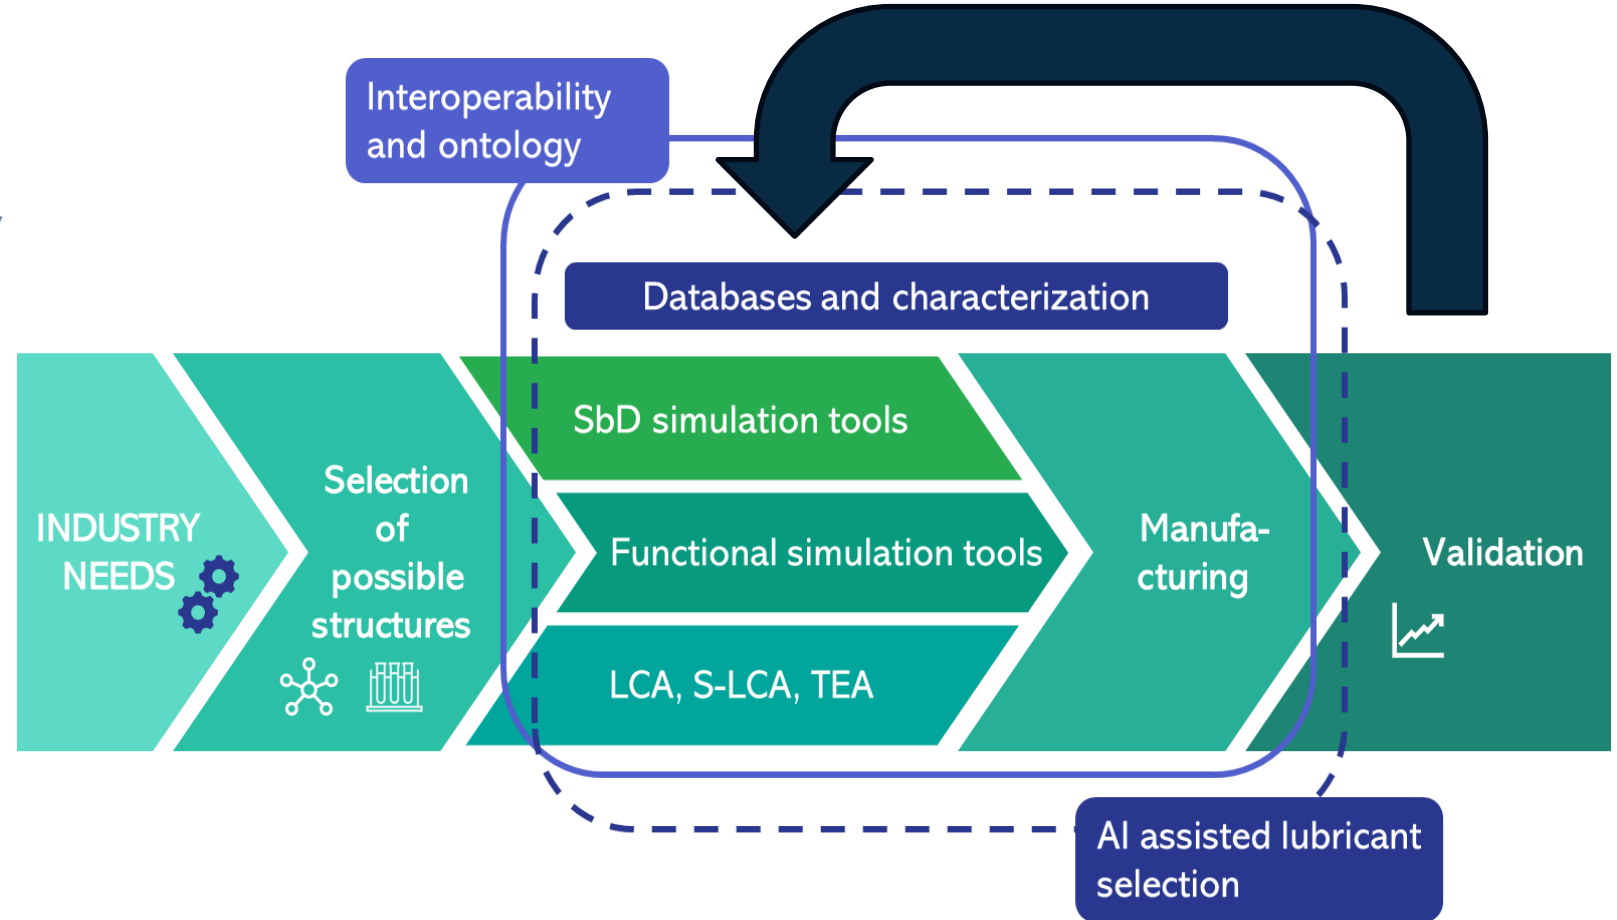 Interoperability
and ontology
Databases and characterization
INDUSTRY
NEEDS
Selection
of
possible
structures
SbD simulation tools
Functional simulation tools
LCA, S-LCA, TEA
Manufa-
cturing
Validation
AI assisted lubricant
selection